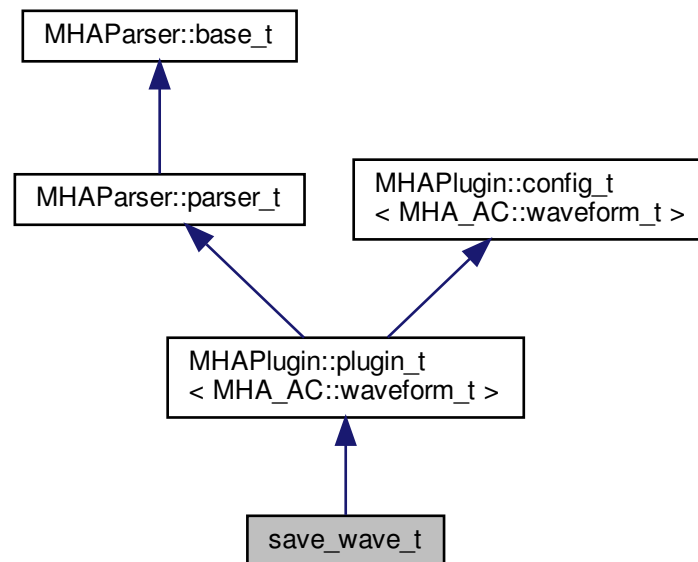 MHAParser::base_t
MHAParser::parser_t
MHAPlugin::config_t
< MHA_AC::waveform_t >
MHAPlugin::plugin_t
< MHA_AC::waveform_t >
save_wave_t